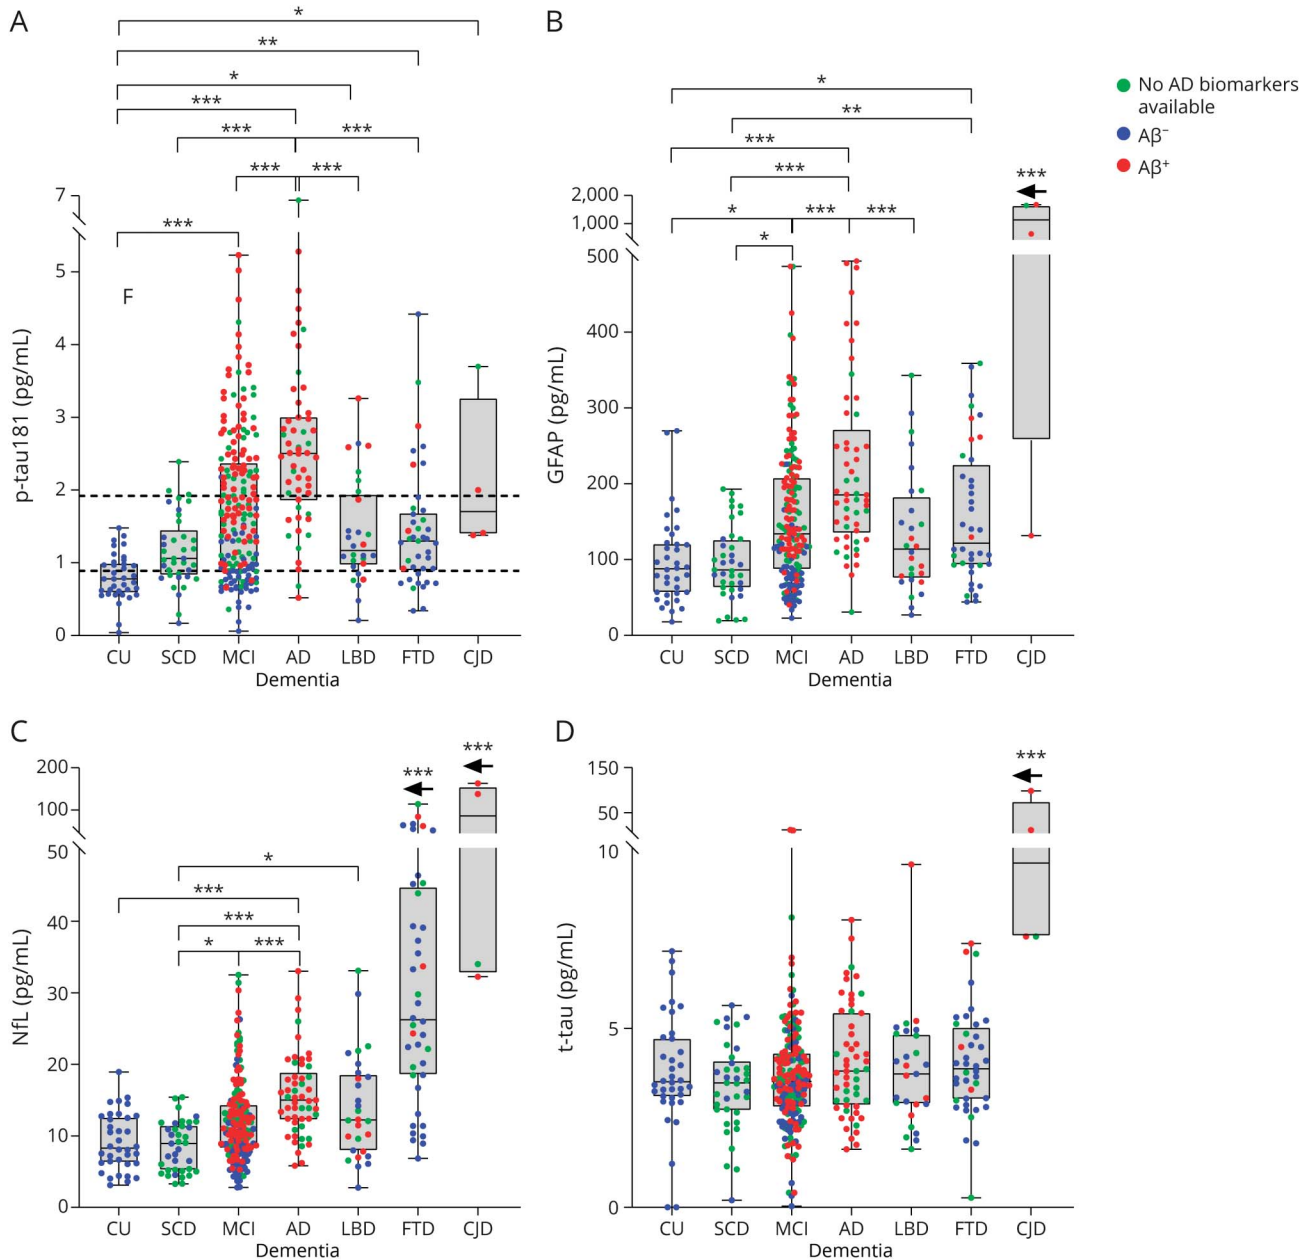 A
*
**
*
***
***
***
***
***
***
7
5
4
3
2
1
0
F
p-tau181 (pg/mL)
CU
SCD
MCI
AD
LBD
FTD
CJD
Dementia
B
*
**
***
***
*
***
***
*
***
2,000
1,000
500
400
300
200
100
0
GFAP (pg/mL)
CU
SCD
MCI
AD
LBD
FTD
CJD
Dementia
No AD biomarkers
available
Aβ⁻
Aβ⁺
C
***
***
*
***
***
*
***
200
100
50
40
30
20
10
0
NfL (pg/mL)
CU
SCD
MCI
AD
LBD
FTD
CJD
Dementia
D
***
150
50
10
5
0
t-tau (pg/mL)
CU
SCD
MCI
AD
LBD
FTD
CJD
Dementia